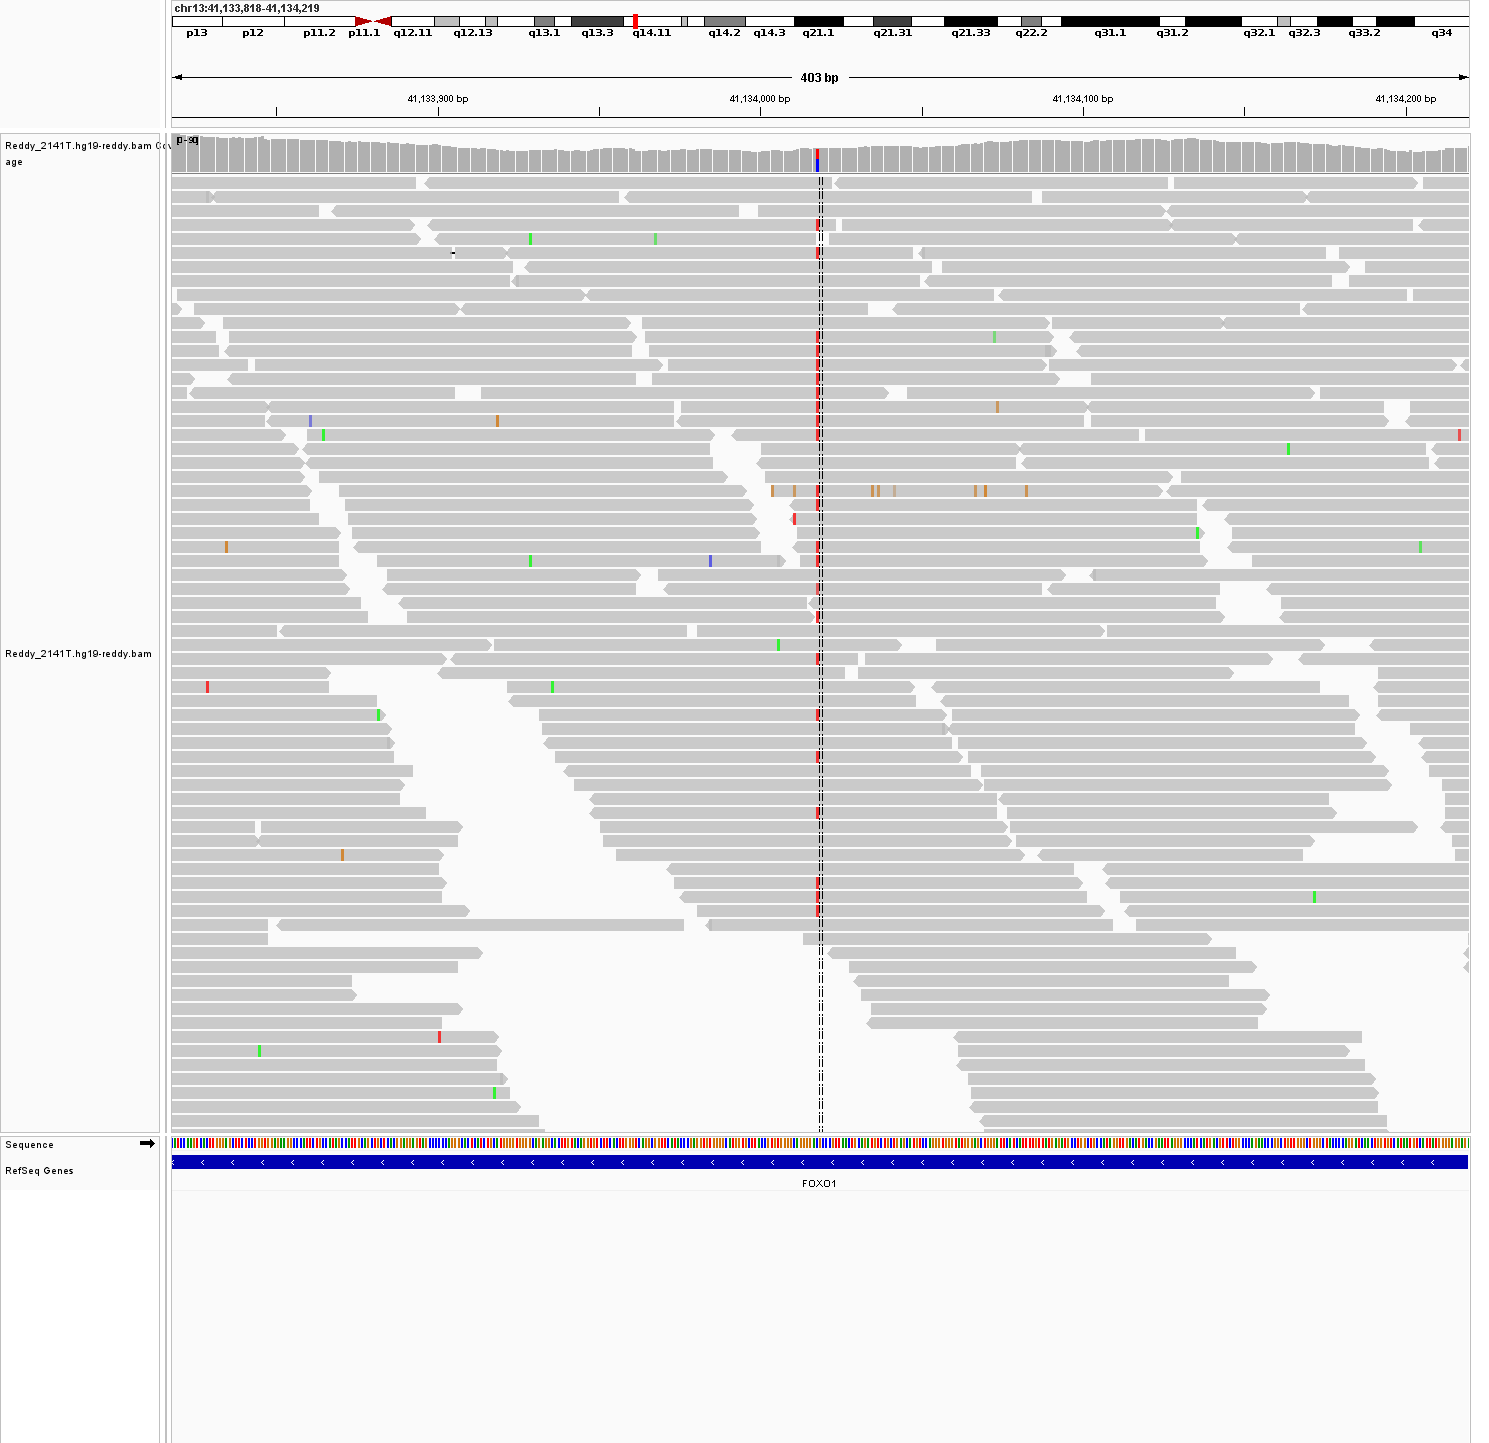 chr13:41,133,818-41,134,219
p13 p12 p11.2 p11.1 q12.11 q12.13 q13.1 q13.3 q14.11 q14.2 q14.3 q21.1 q21.31 q21.33 q22.2 q31.1 q31.2 q32.1 q32.3 q33.2 q34
403 bp
41,133,900 bp 41,134,000 bp 41,134,100 bp 41,134,200 bp
Reddy_2141T.hg19-reddy.bam Cov
age
[0-90]
Reddy_2141T.hg19-reddy.bam
Sequence
RefSeq Genes
FOXO1